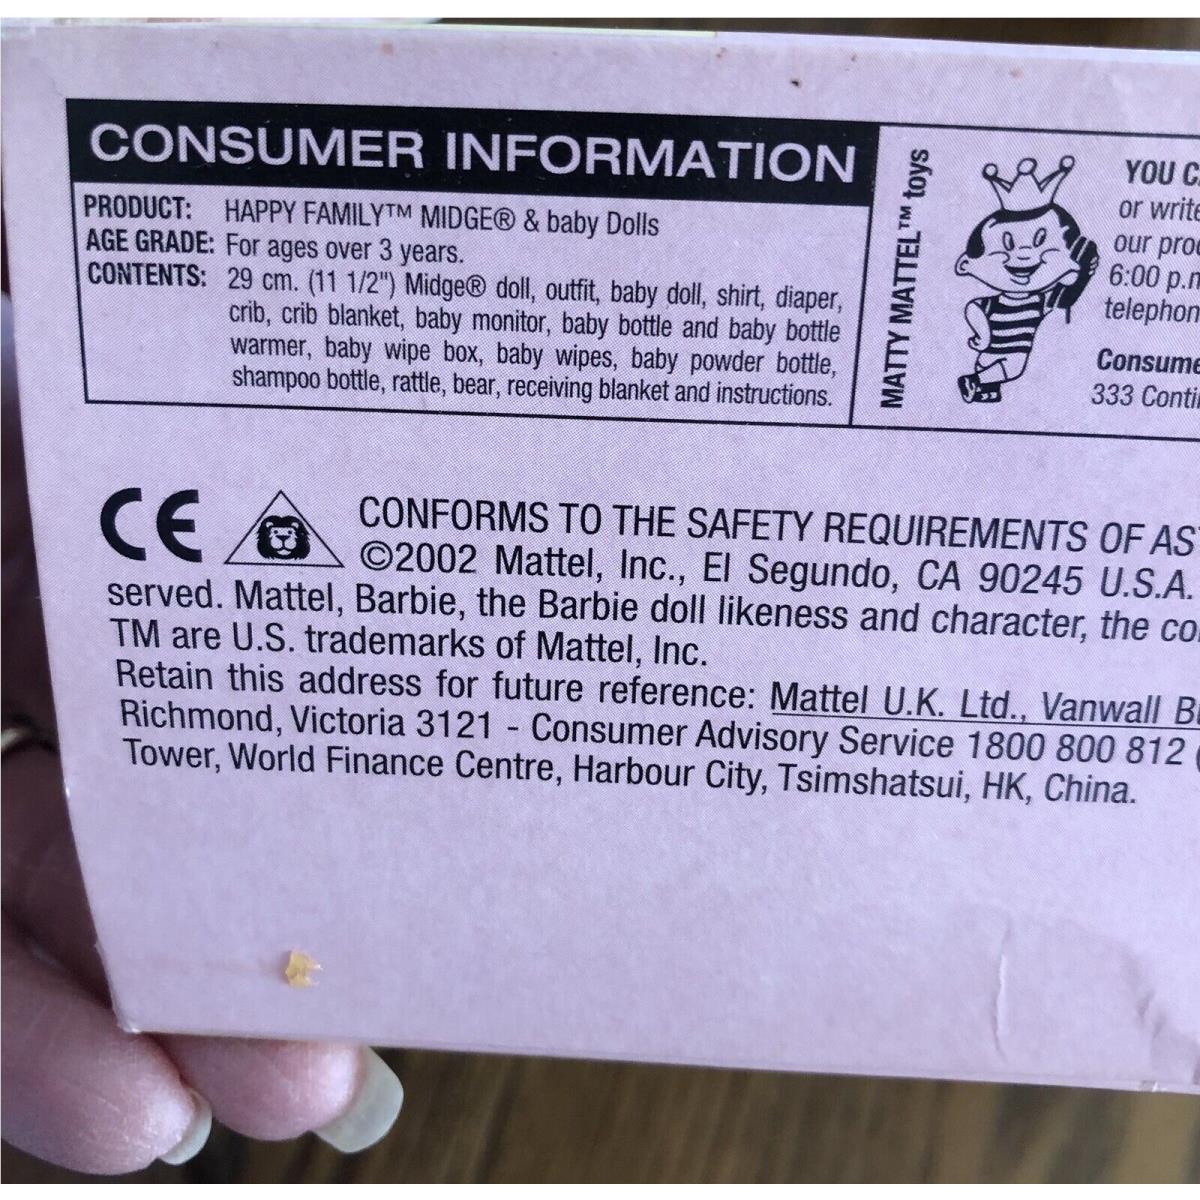 CONSUMER INFORMATION
PRODUCT: HAPPY FAMILY™ MIDGE® & baby Dolls
AGE GRADE: For ages over 3 years.
CONTENTS: 29 cm. (11 1/2") Midge® doll, outfit, baby doll, shirt, diaper,
crib, crib blanket, baby monitor, baby bottle and baby bottle
warmer, baby wipe box, baby wipes, baby powder bottle,
shampoo bottle, rattle, bear, receiving blanket and instructions.
MATTY MATTEL™ toys
YOU
or write
our
6:00
333
CE
CONFORMS TO THE SAFETY REQUIREMENTS OF
©2002 Mattel, Inc., El Segundo, CA 90245 U.S.A.
served. Mattel, Barbie, the Barbie doll likeness and character, the
TM are U.S. trademarks of Mattel, Inc.
Retain this address for future reference: Mattel U.K. Ltd., Vanwall
Richmond, Victoria 3121 - Consumer Advisory Service 1800 800 812
Tower, World Finance Centre, Harbour City, Tsimshatsui, HK, China.